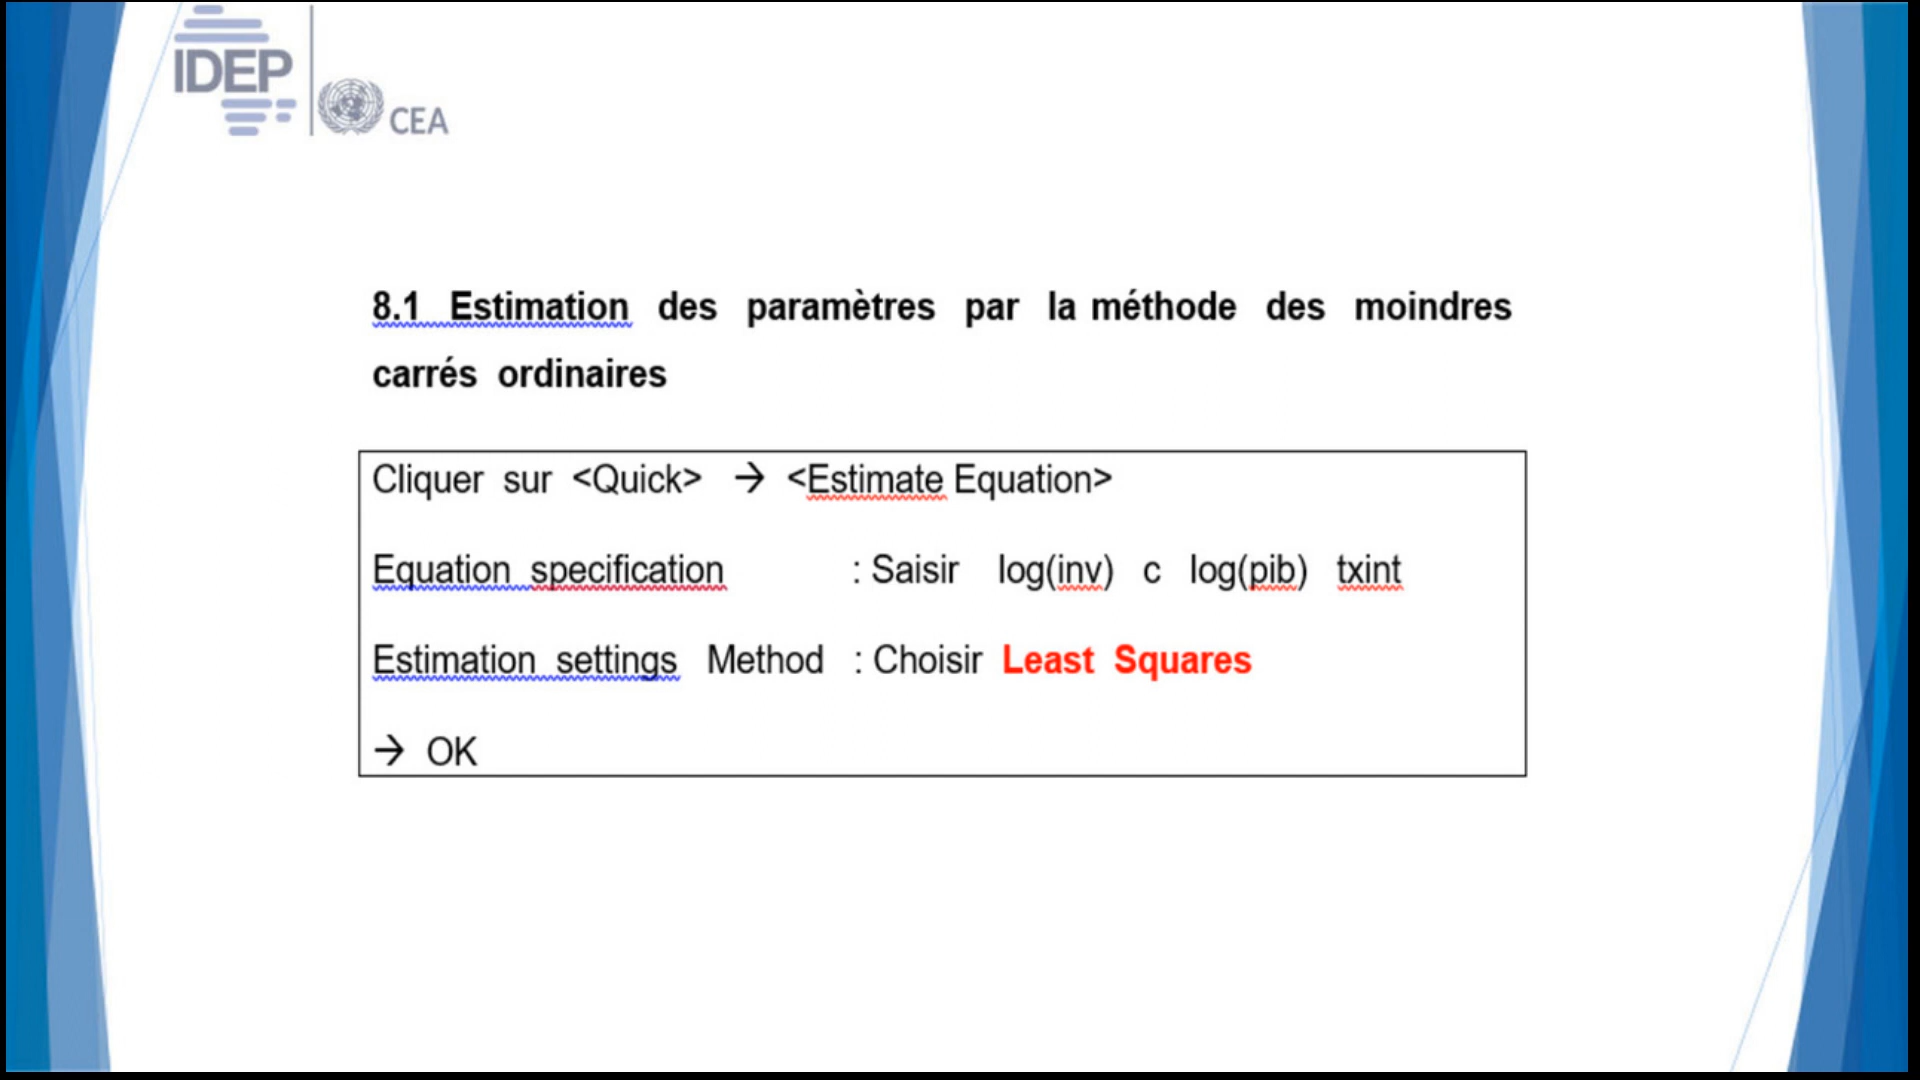 IDEP
CEA
8.1 Estimation des paramètres par la méthode des moindres
carrés ordinaires
Cliquer sur <Quick> → <Estimate Equation>
Equation specification : Saisir log(inv) c log(pib) txint
Estimation settings Method : Choisir Least Squares
→ OK